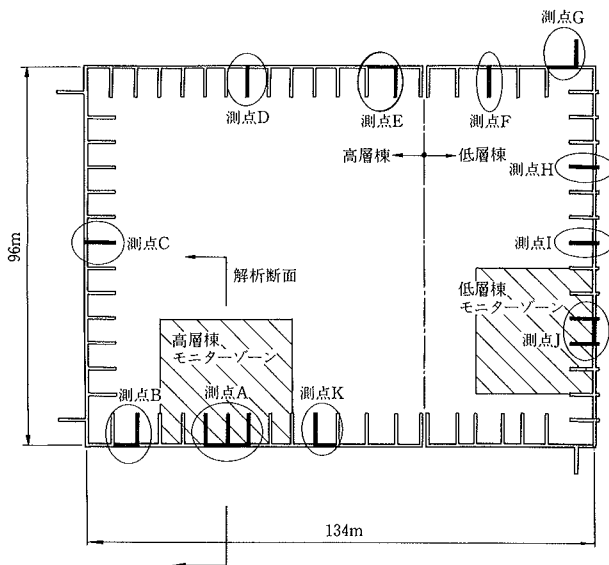 測点G
測点D
測点E
測点F
高層棟
低層棟
測点H
96m
測点C
測点I
解析断面
低層棟
モニターゾーン
高層棟
モニターゾーン
測点J
測点B
測点A
測点K
134m